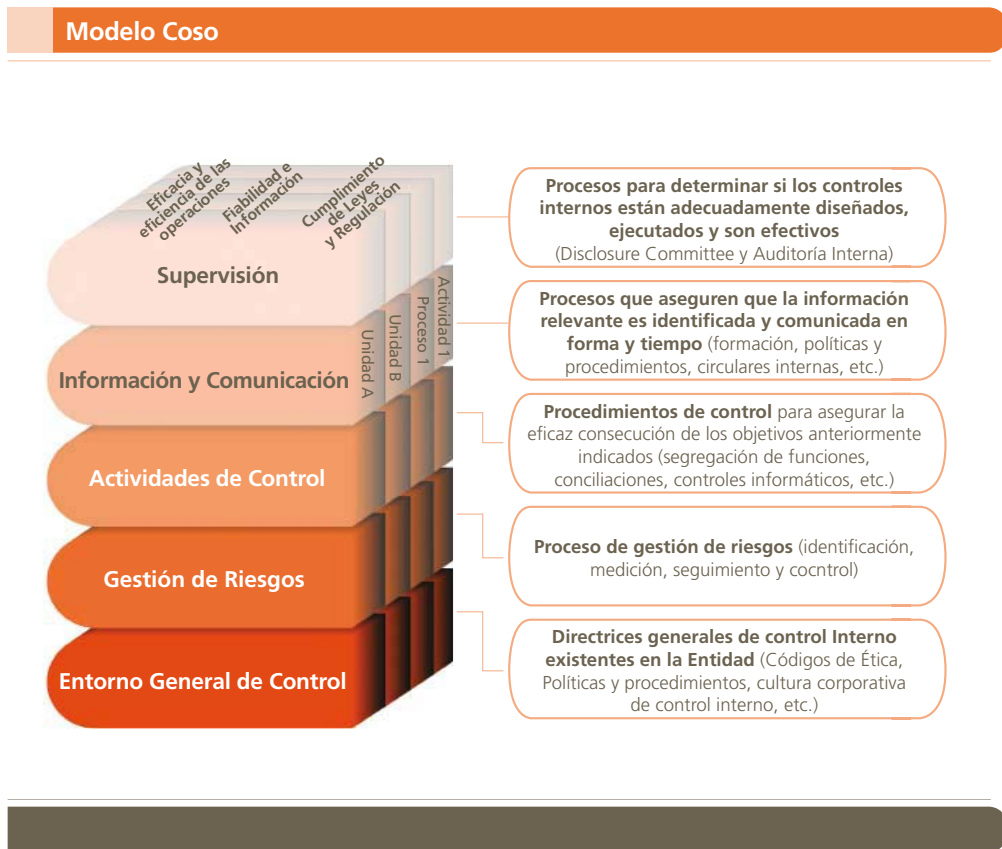 Modelo Coso
Eficacia y
eficiencia de las
operaciones
Fiabilidad e
Información
Cumplimiento
de Leyes
y Regulación
Supervisión
Información y Comunicación
Actividades de Control
Gestión de Riesgos
Entorno General de Control
Unidad A
Unidad B
Proceso 1
Actividad 1
Procesos para determinar si los controles
internos están adecuadamente diseñados,
ejecutados y son efectivos
(Disclosure Committee y Auditoría Interna)
Procesos que aseguren que la información
relevante es identificada y comunicada en
forma y tiempo (formación, políticas y
procedimientos, circulares internas, etc.)
Procedimientos de control para asegurar la
eficaz consecución de los objetivos anteriormente
indicados (segregación de funciones,
conciliaciones, controles informáticos, etc.)
Proceso de gestión de riesgos (identificación,
medición, seguimiento y cocntrol)
Directrices generales de control Interno
existentes en la Entidad (Códigos de Ética,
Políticas y procedimientos, cultura corporativa
de control interno, etc.)